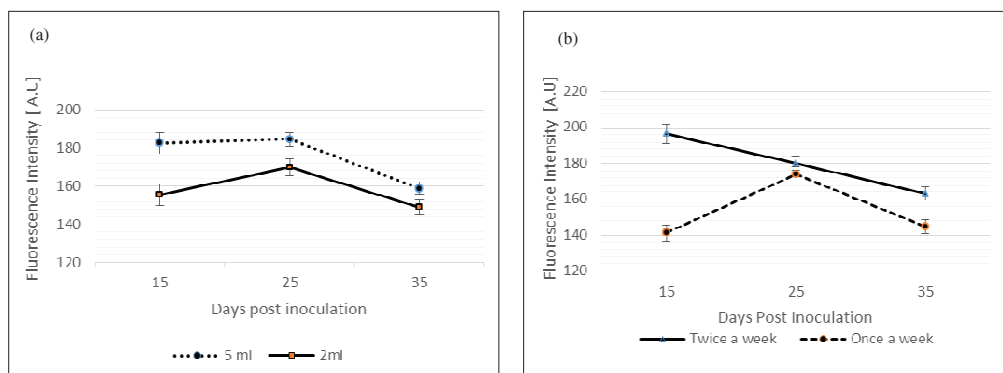 (a)
Fluorescence Intensity [A.U]
200
180
160
140
120
15 25 35
Days post inoculation
5 ml 2ml
(b)
Fluorescence Intensity [A.U]
220
200
180
160
140
120
15 25 35
Days Post Inoculation
Twice a week Once a week